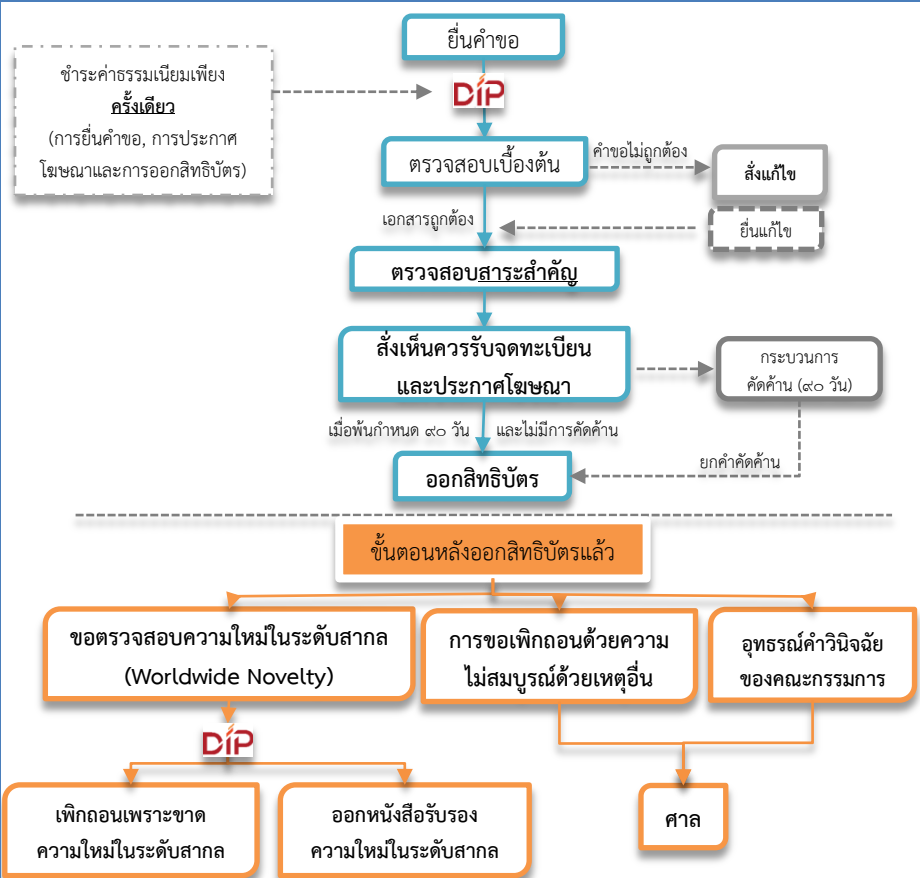 ยื่นคำขอ
ชำระค่าธรรมเนียมเพียง
ครั้งเดียว
(การยื่นคำขอ, การประกาศ
โฆษณาและการออกสิทธิบัตร)
DIP
ตรวจสอบเบื้องต้น
คำขอไม่ถูกต้อง
สั่งแก้ไข
เอกสารถูกต้อง
ยื่นแก้ไข
ตรวจสอบสาระสำคัญ
สั่งเห็นควรรับจดทะเบียน
และประกาศโฆษณา
กระบวนการ
คัดค้าน (๙๐ วัน)
เมื่อพ้นกำหนด ๙๐ วัน และไม่มีการคัดค้าน
ยกคำคัดค้าน
ออกสิทธิบัตร
ขั้นตอนหลังออกสิทธิบัตรแล้ว
ขอตรวจสอบความใหม่ในระดับสากล
(Worldwide Novelty)
การขอเพิกถอนด้วยความ
ไม่สมบูรณ์ด้วยเหตุอื่น
อุทธรณ์คำวินิจฉัย
ของคณะกรรมการ
DIP
เพิกถอนเพราะขาด
ความใหม่ในระดับสากล
ออกหนังสือรับรอง
ความใหม่ในระดับสากล
ศาล